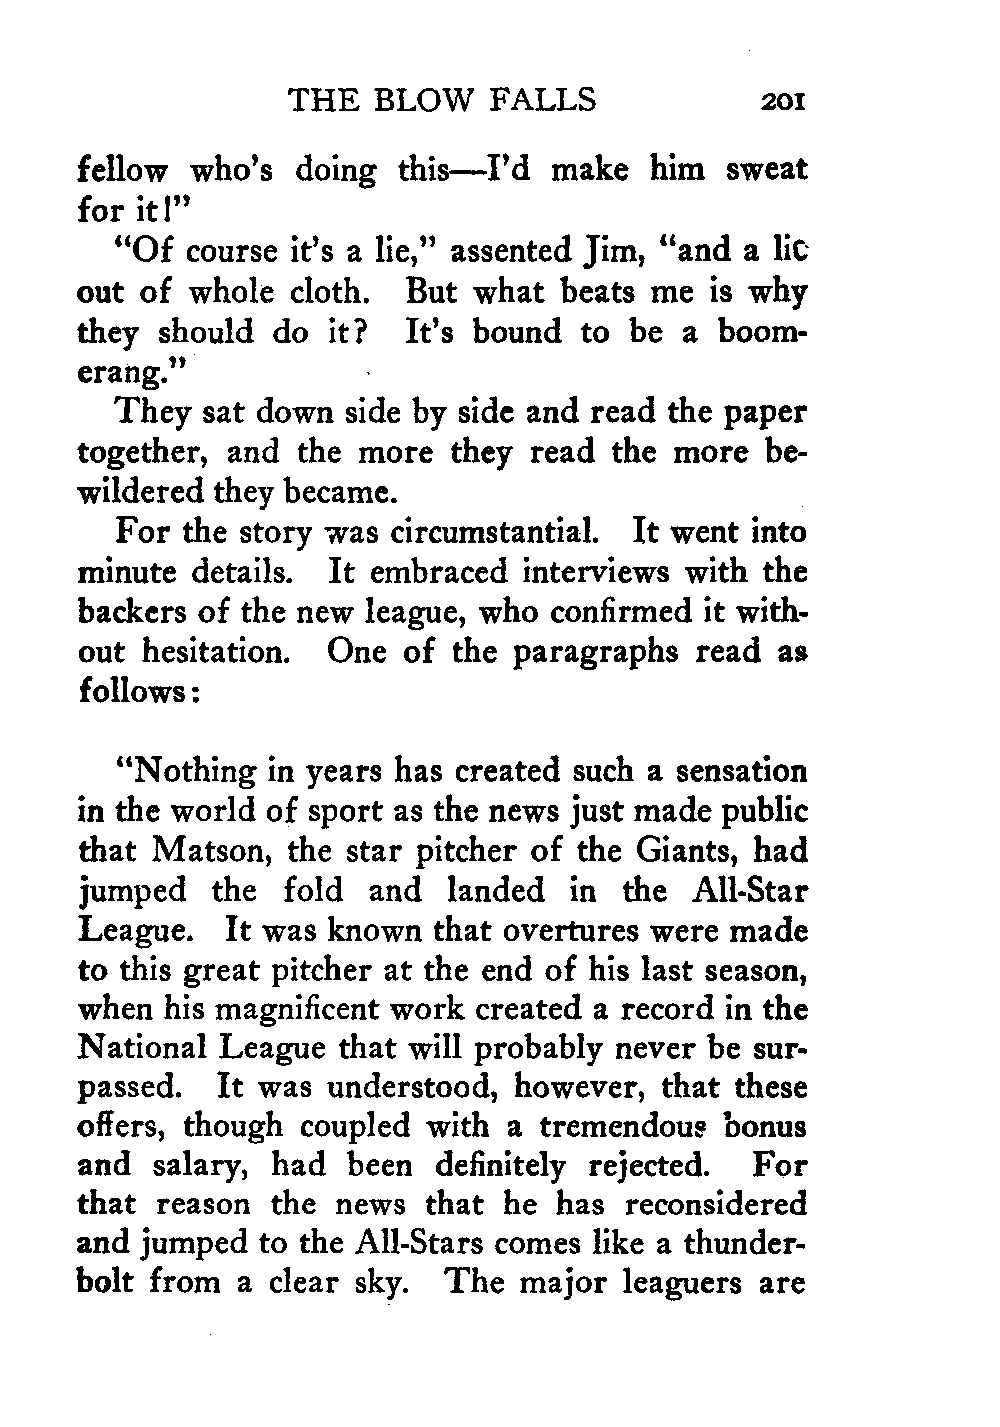 THE BLOW FALLS 201
fellow who's doing this—I'd make him sweat
for it!"
"Of course it's a lie," assented Jim, "and a lie
out of whole cloth. But what beats me is why
they should do it? It's bound to be a boom-
erang."
They sat down side by side and read the paper
together, and the more they read the more be-
wildered they became.
For the story was circumstantial. It went into
minute details. It embraced interviews with the
backers of the new league, who confirmed it with-
out hesitation. One of the paragraphs read as
follows:
"Nothing in years has created such a sensation
in the world of sport as the news just made public
that Matson, the star pitcher of the Giants, had
jumped the fold and landed in the All-Star
League. It was known that overtures were made
to this great pitcher at the end of his last season,
when his magnificent work created a record in the
National League that will probably never be sur-
passed. It was understood, however, that these
offers, though coupled with a tremendous bonus
and salary, had been definitely rejected. For
that reason the news that he has reconsidered
and jumped to the All-Stars comes like a thunder-
bolt from a clear sky. The major leaguers are